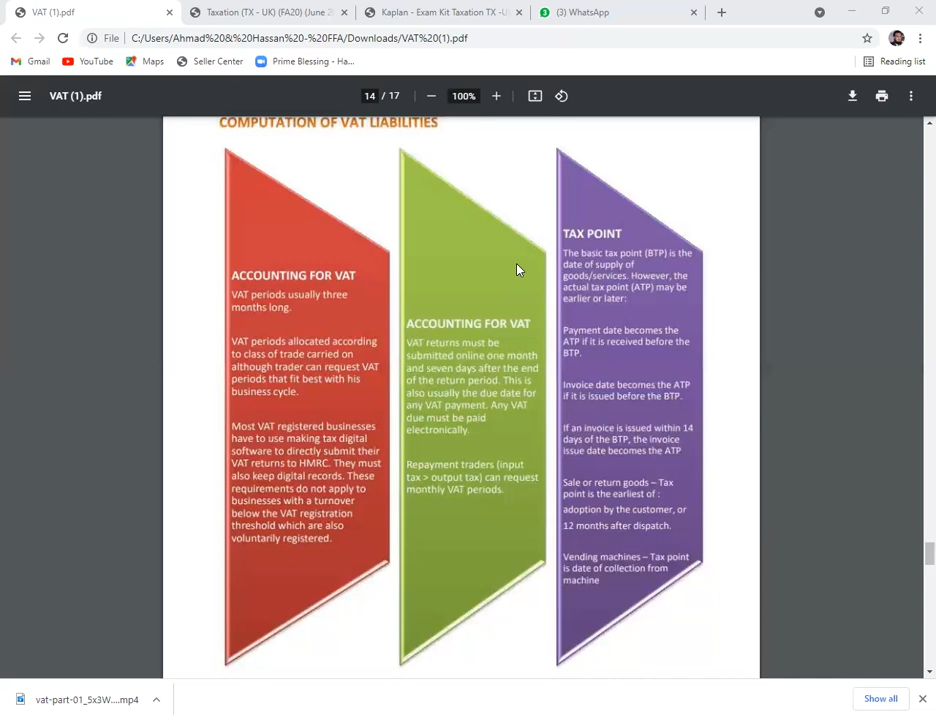 VAT (1).pdf
Taxation (TX - UK) (FA20) (June 2
Kaplan - Exam Kit Taxation TX -U
(3) WhatsApp
File
C:/Users/Ahmad%20&%20Hassan%20-%20FFA/Downloads/VAT%20(1).pdf
Gmail
YouTube
Maps
Seller Center
Prime Blessing - Ha...
Reading list
VAT (1).pdf
14 / 17
100%
COMPUTATION OF VAT LIABILITIES
ACCOUNTING FOR VAT
VAT periods usually three
months long.
VAT periods allocated according
to class of trade carried on
although trader can request VAT
periods that fit best with his
business cycle.
Most VAT registered businesses
have to use making tax digital
software to directly submit their
VAT returns to HMRC. They must
also keep digital records. These
requirements do not apply to
businesses with a turnover
below the VAT registration
threshold which are also
voluntarily registered.
ACCOUNTING FOR VAT
VAT returns must be
submitted online one month
and seven days after the end
of the return period. This is
also usually the due date for
any VAT payment. Any VAT
due must be paid
electronically.
Repayment traders (input
tax > output tax) can request
monthly VAT periods.
TAX POINT
The basic tax point (BTP) is the
date of supply of
goods/services. However, the
actual tax point (ATP) may be
earlier or later:
Payment date becomes the
ATP if it is received before the
BTP.
Invoice date becomes the ATP
if it is issued before the BTP.
If an invoice is issued within 14
days of the BTP, the invoice
issue date becomes the ATP
Sale or return goods – Tax
point is the earliest of :
adoption by the customer, or
12 months after dispatch.
Vending machines – Tax point
is date of collection from
machine
vat-part-01_5x3W....mp4
Show all